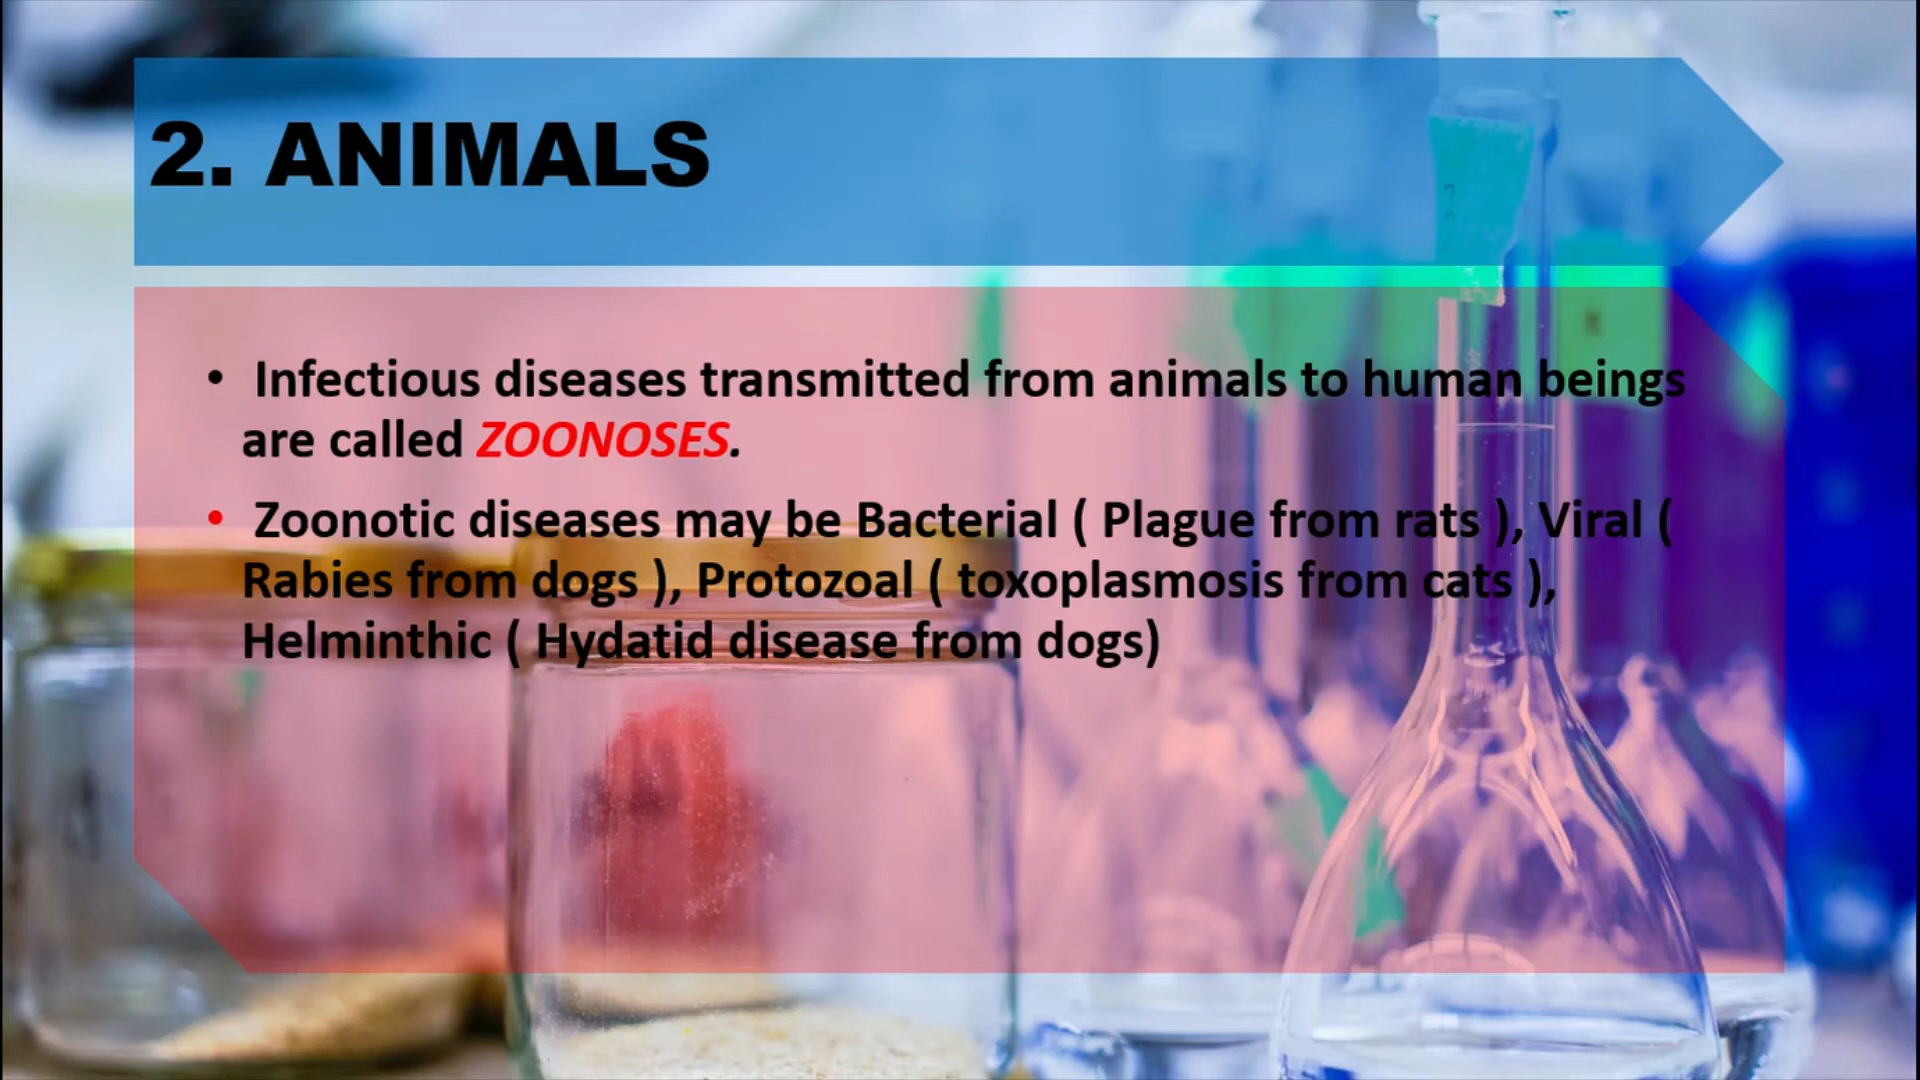 2. ANIMALS
• Infectious diseases transmitted from animals to human beings
are called ZOONOSES.
• Zoonotic diseases may be Bacterial ( Plague from rats ), Viral (
Rabies from dogs ), Protozoal ( toxoplasmosis from cats ),
Helminthic ( Hydatid disease from dogs)